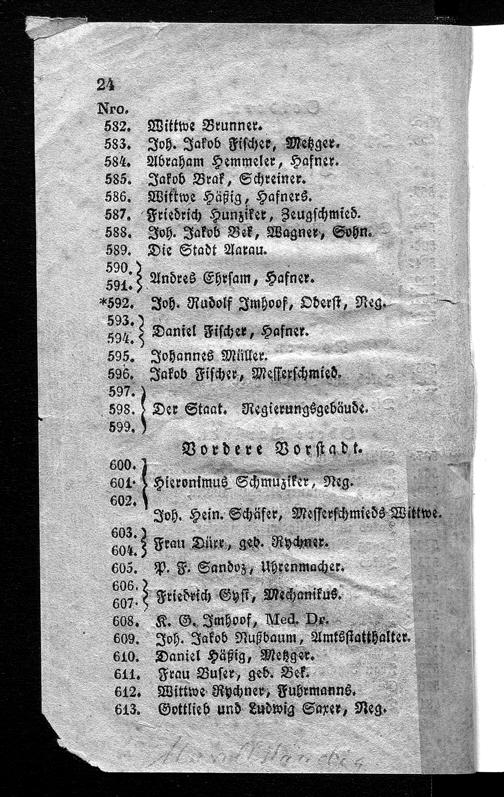 24
Nro.
582. Wittwe Brunner.
583. Joh. Jakob Fischer, Metzger.
584. Abraham Hemmeler, Hafner.
585. Jakob Brak, Schreiner.
586. Wittwe Häßig, Hafners.
587. Friedrich Hunziker, Zeugschmied.
588. Joh. Jakob Bek, Wagner, Sohn.
589. Die Stadt Aarau.
590.
591. } Andres Ehrsam, Hafner.
*592. Joh. Rudolf Imhoof, Oberst, Neg.
593.
594. } Daniel Fischer, Hafner.
595. Johannes Müller.
596. Jakob Fischer, Messerschmied.
597.
598. } Der Staat. Regierungsgebäude.
599.
Vordere Vorstadt.
600.
601. } Hieronimus Schmuziker, Neg.
602.
Joh. Hein. Schäfer, Messerschmieds Wittwe.
603.
604. } Frau Dürr, geb. Rychner.
605. P. F. Sandoz, Uhrenmacher.
606.
607. } Friedrich Gysi, Mechanikus.
608. K. G. Imhoof, Med. Dr.
609. Joh. Jakob Nußbaum, Amtsstatthalter.
610. Daniel Häßig, Metzger.
611. Frau Buser, geb. Bek.
612. Wittwe Rychner, Fuhrmanns.
613. Gottlieb und Ludwig Saxer, Neg.